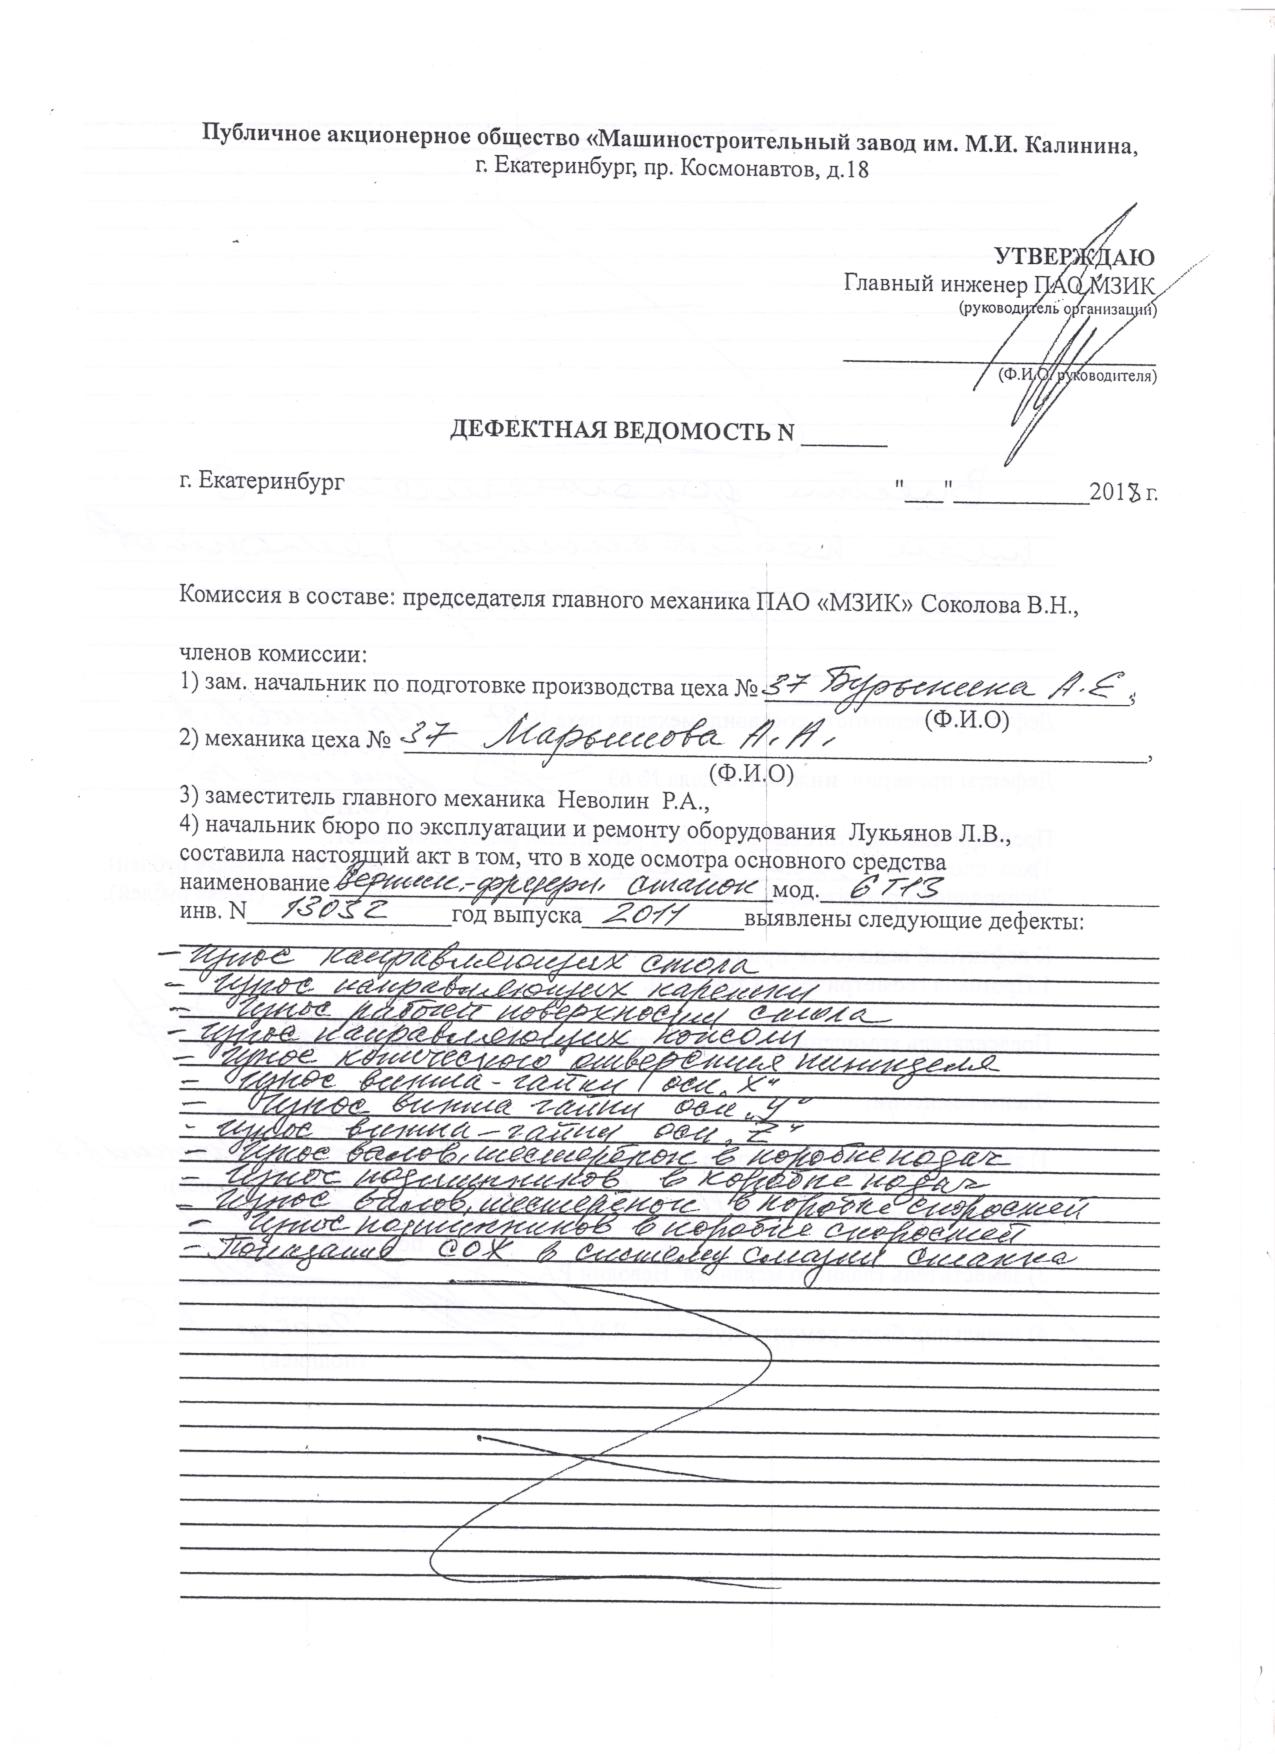 Публичное акционерное общество «Машиностроительный завод им. М.И. Калинина,
г. Екатеринбург, пр. Космонавтов, д.18
УТВЕРЖДАЮ
Главный инженер ПАО МЗИК
(руководитель организации)
(Ф.И.О. руководителя)
ДЕФЕКТНАЯ ВЕДОМОСТЬ N ______
г. Екатеринбург "___"___________2018 г.
Комиссия в составе: председателя главного механика ПАО «МЗИК» Соколова В.Н.,
членов комиссии:
1) зам. начальник по подготовке производства цеха № 37 А.Е.,
(Ф.И.О)
2) механика цеха № 37 Марьинова А.А.,
(Ф.И.О)
3) заместитель главного механика Неволин Р.А.,
4) начальник бюро по эксплуатации и ремонту оборудования Лукьянов Л.В.,
составила настоящий акт в том, что в ходе осмотра основного средства
наименование Вертик.-фрезерн. станок мод. 6Т13
инв. N 13032 год выпуска 2011 выявлены следующие дефекты:
- Износ направляющих стола
- Износ направляющих каретки
- Износ рабочей поверхности стола
- Износ направляющих консоли
- Износ конического отверстия шпинделя
- Износ винта-гайки оси „X"
- Износ винта гайки оси „У"
- Износ винта-гайки оси „Z"
- Износ валов, шестерёнок в коробке подач
- Износ подшипников в коробке подач
- Износ валов, шестерёнок в коробке скоростей
- Износ подшипников в коробке скоростей
- Попадание СОЖ в систему смазки станка